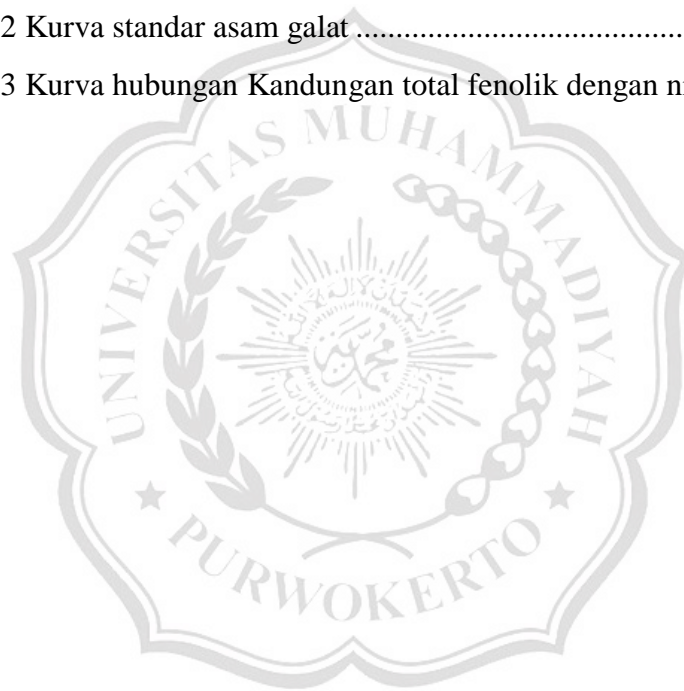 2 Kurva standar asam galat .........................................
3 Kurva hubungan Kandungan total fenolik dengan
UNIVERSITAS MUHAMMADIYAH
PURWOKERTO